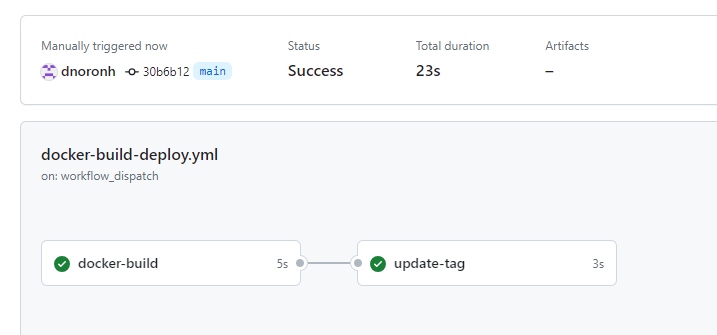 Manually triggered now
Status
Total duration
Artifacts
dnoronh 30b6b12 main
Success
23s
–
docker-build-deploy.yml
on: workflow_dispatch
docker-build 5s
update-tag 3s